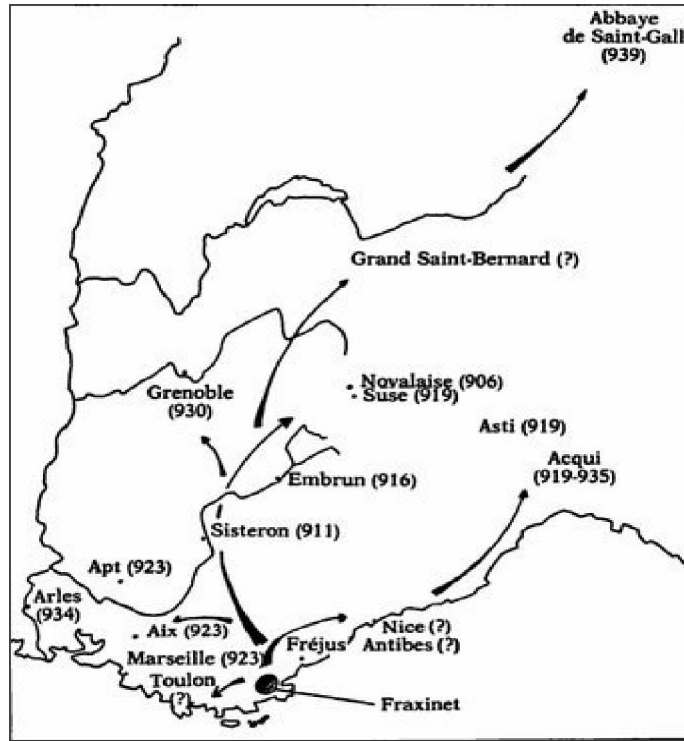 Abbaye
de Saint-Gall
(939)
Grand Saint-Bernard (?)
Novalaise (906)
Suse (919)
Grenoble
(930)
Asti (919)
Acqui
(919-935)
Embrun (916)
Sisteron (911)
Apt (923)
Arles
(934)
Aix (923)
Nice (?)
Antibes (?)
Fréjus
Marseille (923)
Toulon
(?)
Fraxinet